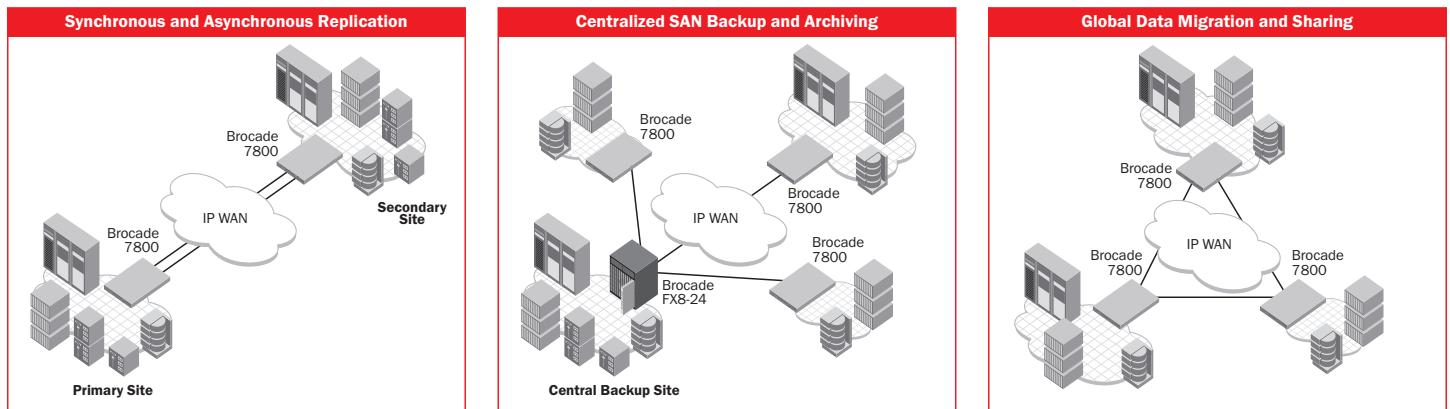 Synchronous and Asynchronous Replication
Brocade
7800
IP WAN
Secondary
Site
Brocade
7800
Primary Site
Centralized SAN Backup and Archiving
Brocade
7800
Brocade
7800
IP WAN
Brocade
7800
Brocade
FX8-24
Central Backup Site
Global Data Migration and Sharing
Brocade
7800
IP WAN
Brocade
7800
Brocade
7800